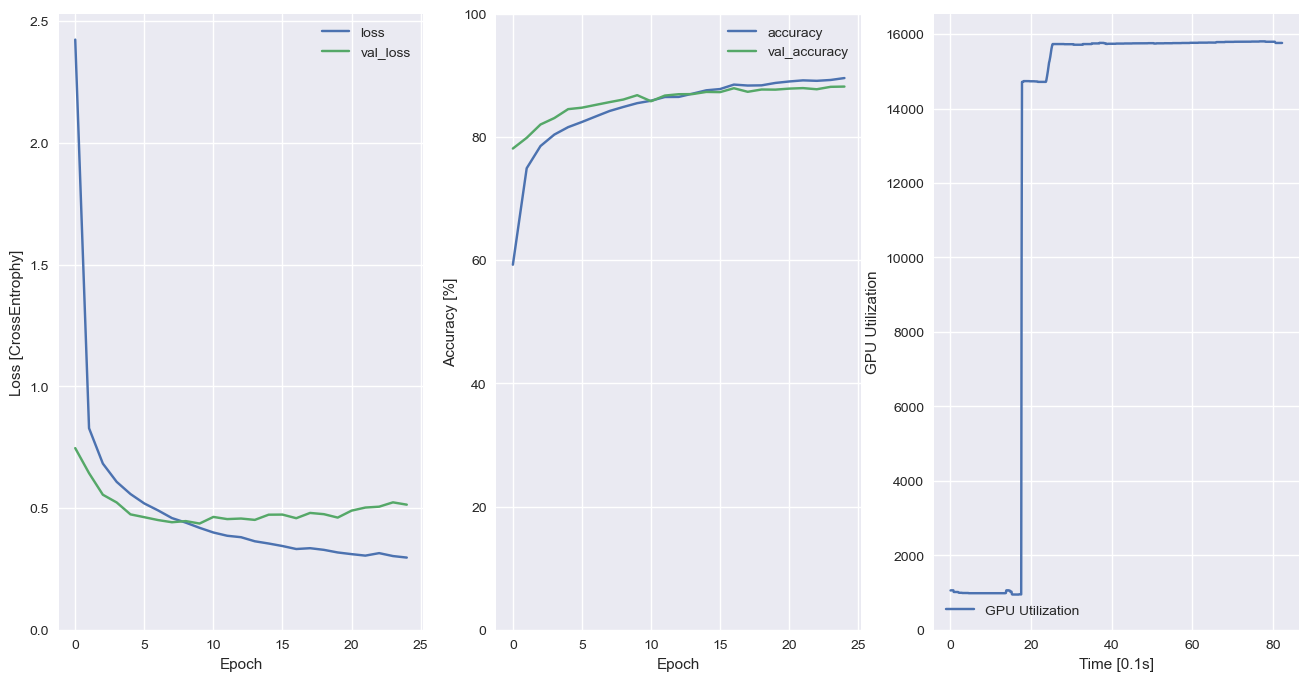 Loss [CrossEntrophy]
2.5
2.0
1.5
1.0
0.5
0.0
0 5 10 15 20 25
Epoch
loss
val_loss
Accuracy [%]
100
80
60
40
20
0
0 5 10 15 20 25
Epoch
accuracy
val_accuracy
GPU Utilization
16000
14000
12000
10000
8000
6000
4000
2000
0
0 20 40 60 80
Time [0.1s]
GPU Utilization